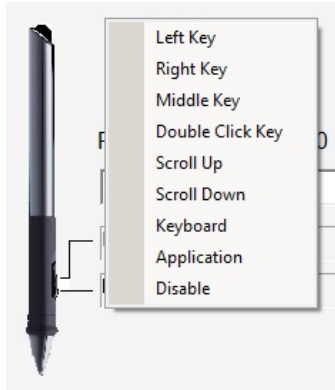 Left Key
Right Key
Middle Key
Double Click Key
Scroll Up
Scroll Down
Keyboard
Application
Disable